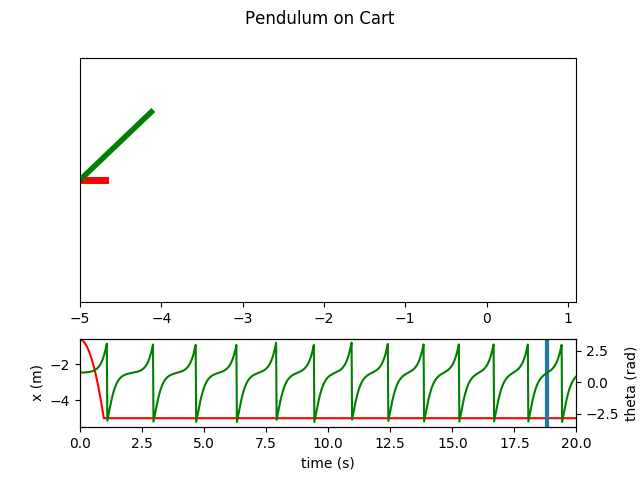 Pendulum on Cart
−5 −4 −3 −2 −1 0 1
−2
−4
x (m)
2.5
0.0
−2.5
theta (rad)
0.0 2.5 5.0 7.5 10.0 12.5 15.0 17.5 20.0
time (s)